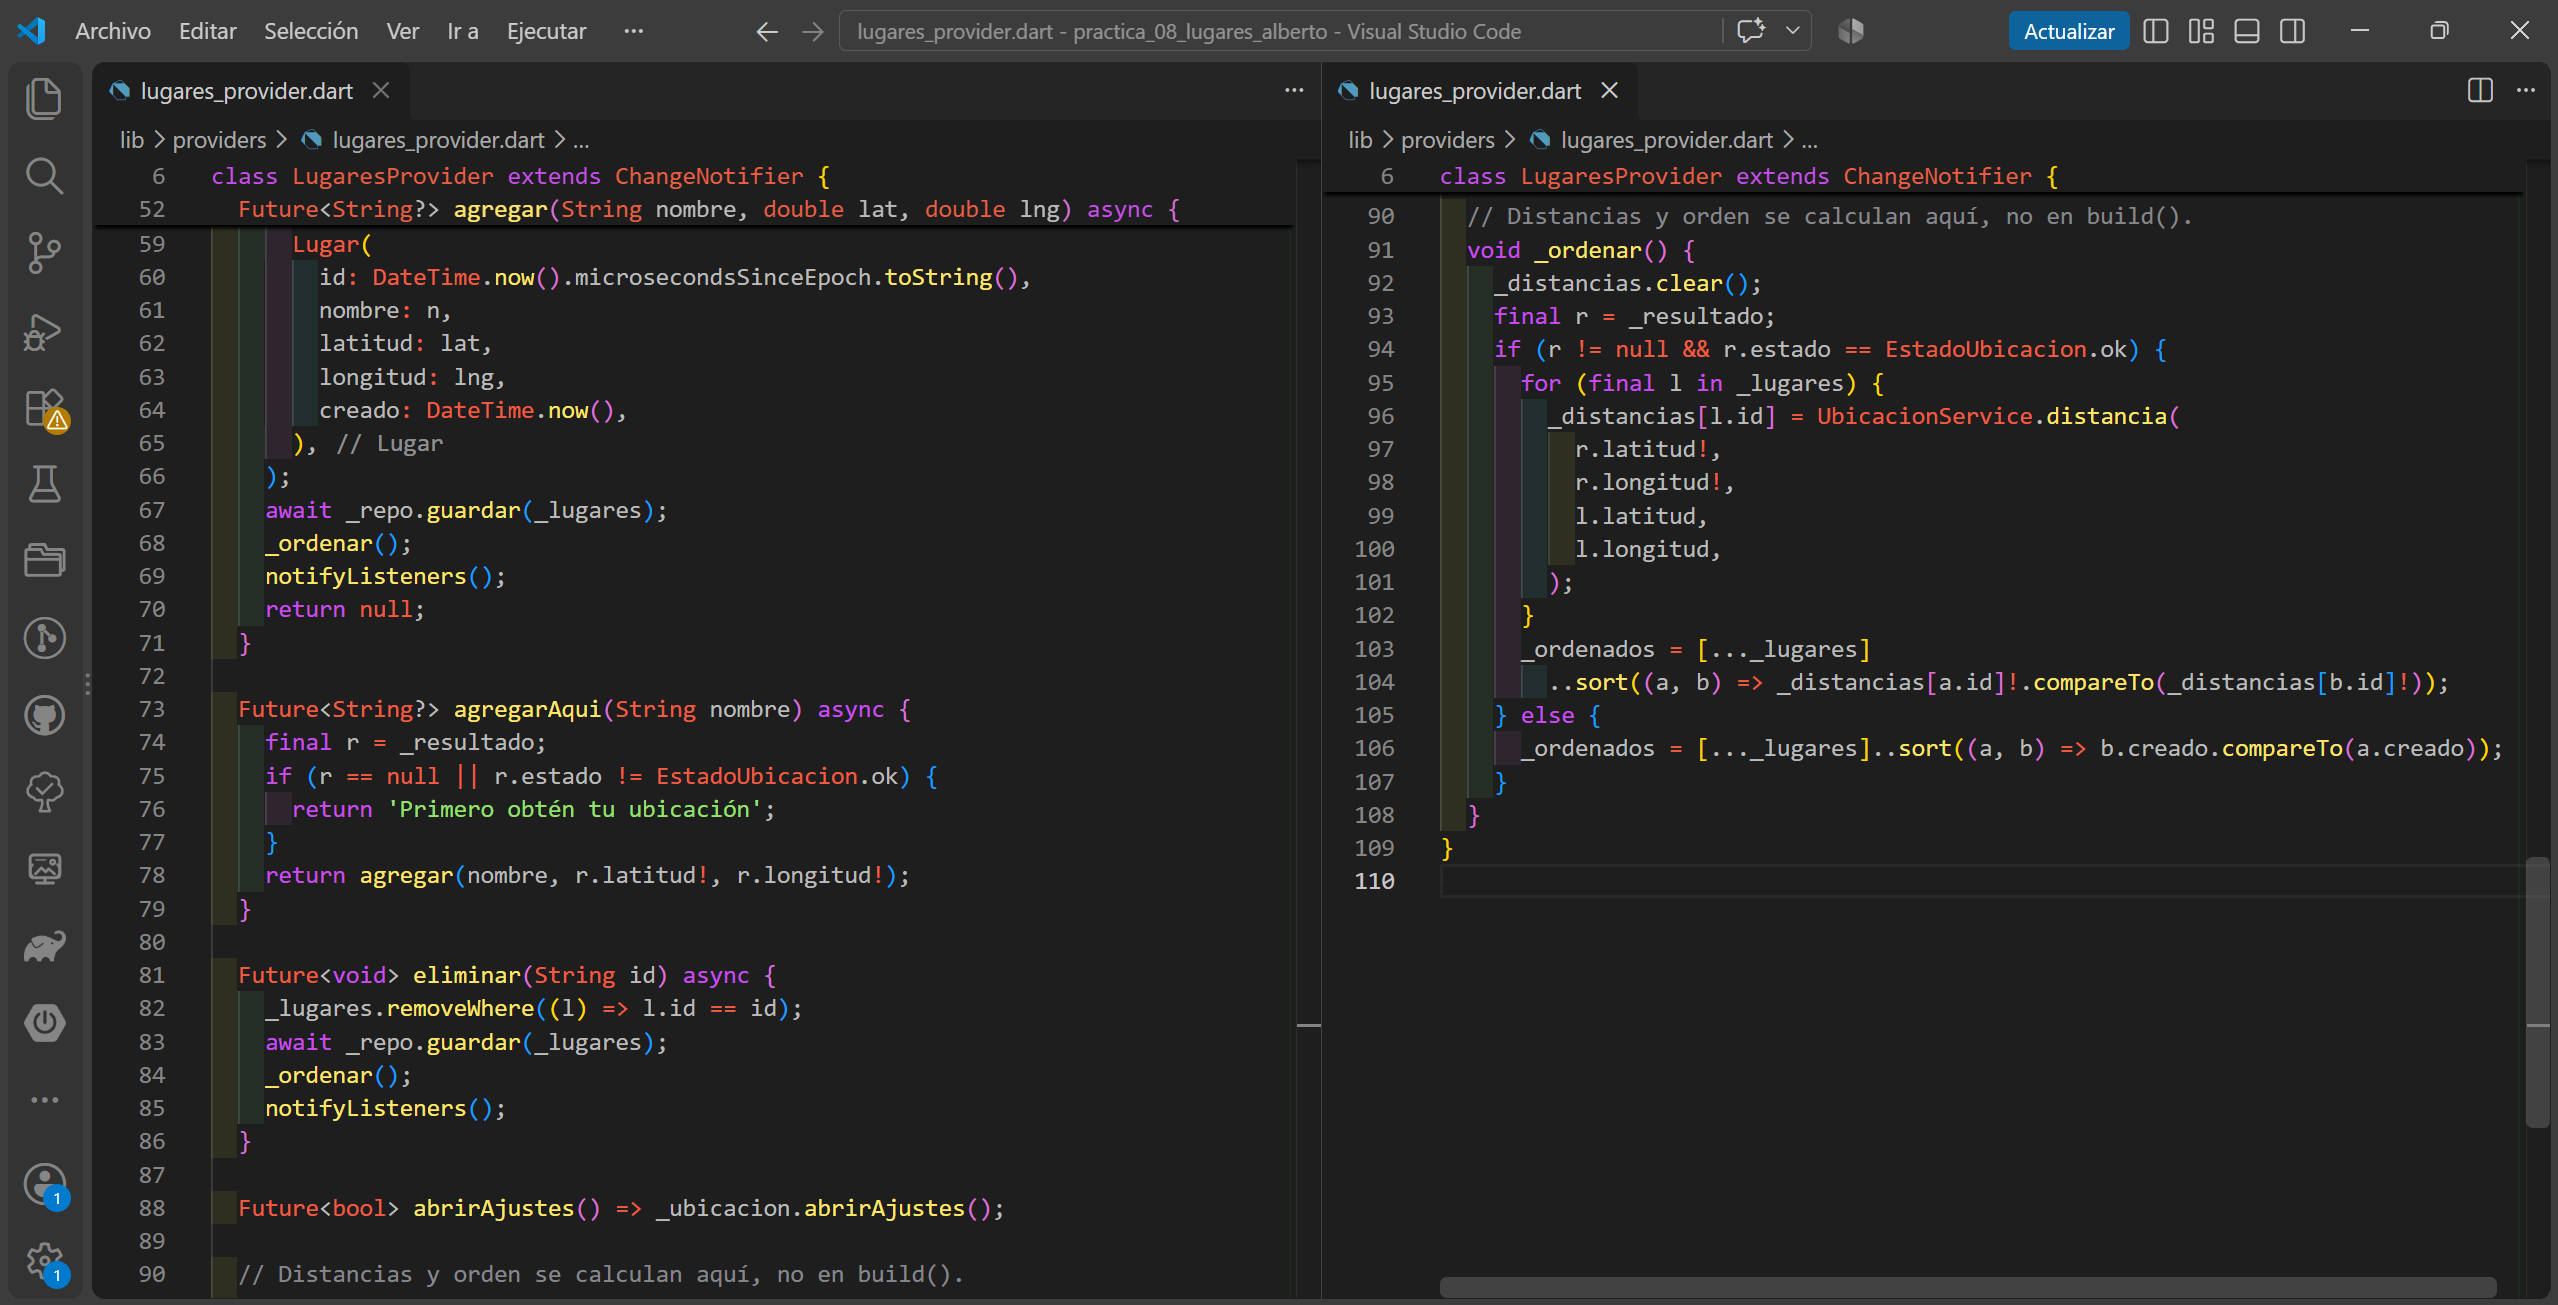 Archivo Editar Selección Ver Ir a Ejecutar ... lugares_provider.dart - practica_08_lugares_alberto - Visual Studio Code Actualizar
lugares_provider.dart
lib > providers > lugares_provider.dart > ...
6 class LugaresProvider extends ChangeNotifier {
52 Future<String?> agregar(String nombre, double lat, double lng) async {
59 Lugar(
60 id: DateTime.now().microsecondsSinceEpoch.toString(),
61 nombre: n,
62 latitud: lat,
63 longitud: lng,
64 creado: DateTime.now(),
65 ), // Lugar
66 );
67 await _repo.guardar(_lugares);
68 _ordenar();
69 notifyListeners();
70 return null;
71 }
72
73 Future<String?> agregarAqui(String nombre) async {
74 final r = _resultado;
75 if (r == null || r.estado != EstadoUbicacion.ok) {
76 return 'Primero obtén tu ubicación';
77 }
78 return agregar(nombre, r.latitud!, r.longitud!);
79 }
80
81 Future<void> eliminar(String id) async {
82 _lugares.removeWhere((l) => l.id == id);
83 await _repo.guardar(_lugares);
84 _ordenar();
85 notifyListeners();
86 }
87
88 Future<bool> abrirAjustes() => _ubicacion.abrirAjustes();
89
90 // Distancias y orden se calculan aquí, no en build().
lugares_provider.dart
lib > providers > lugares_provider.dart > ...
6 class LugaresProvider extends ChangeNotifier {
90 // Distancias y orden se calculan aquí, no en build().
91 void _ordenar() {
92 _distancias.clear();
93 final r = _resultado;
94 if (r != null && r.estado == EstadoUbicacion.ok) {
95 for (final l in _lugares) {
96 _distancias[l.id] = UbicacionService.distancia(
97 r.latitud!,
98 r.longitud!,
99 l.latitud,
100 l.longitud,
101 );
102 }
103 _ordenados = [..._lugares]
104 ..sort((a, b) => _distancias[a.id]!.compareTo(_distancias[b.id]!));
105 } else {
106 _ordenados = [..._lugares]..sort((a, b) => b.creado.compareTo(a.creado));
107 }
108 }
109 }
110
1
1